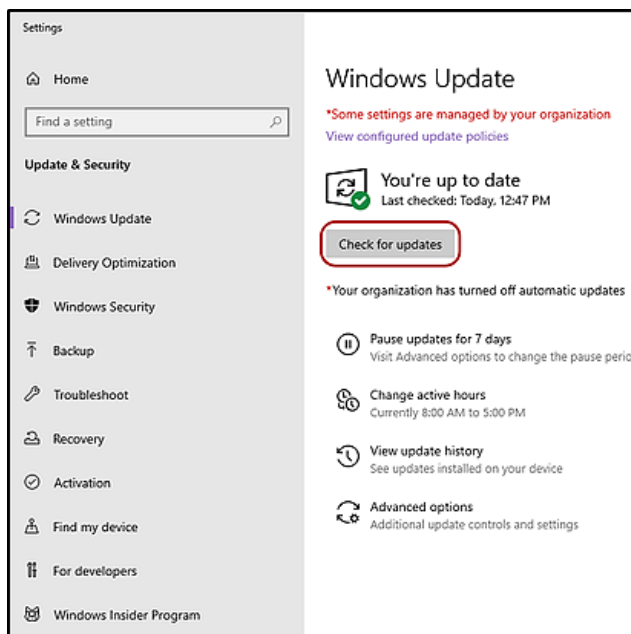 Settings
Home
Find a setting
Update & Security
Windows Update
Delivery Optimization
Windows Security
Backup
Troubleshoot
Recovery
Activation
Find my device
For developers
Windows Insider Program
Windows Update
*Some settings are managed by your organization
View configured update policies
You're up to date
Last checked: Today, 12:47 PM
Check for updates
*Your organization has turned off automatic updates
Pause updates for 7 days
Visit Advanced options to change the pause perio
Change active hours
Currently 8:00 AM to 5:00 PM
View update history
See updates installed on your device
Advanced options
Additional update controls and settings